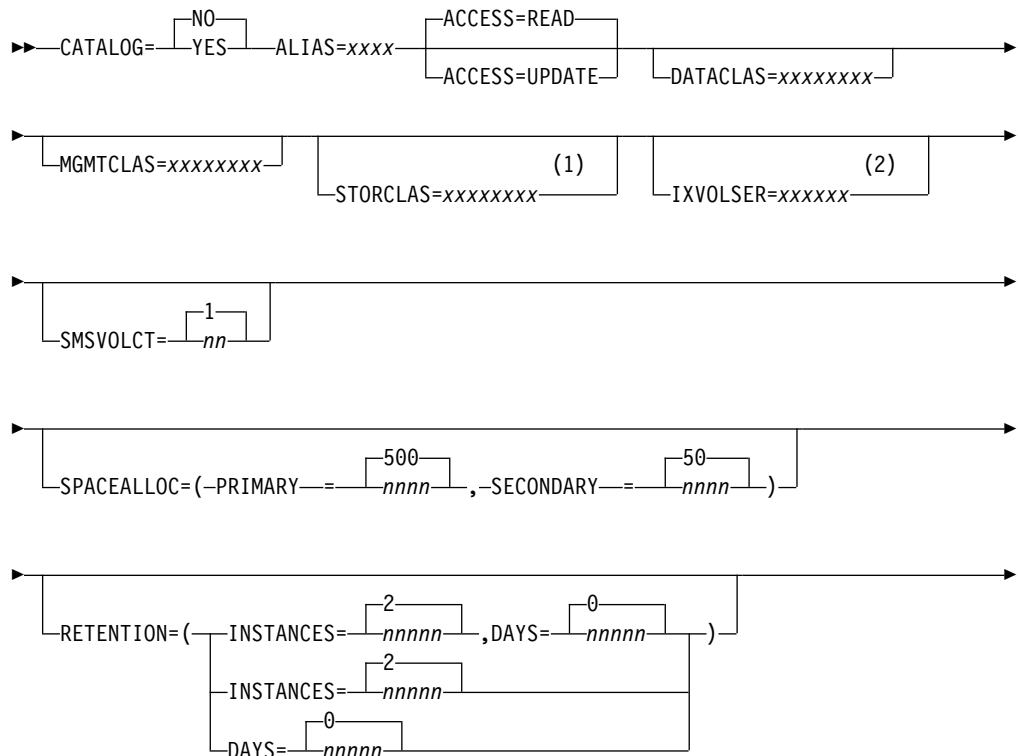 NO ACCESS=READ
CATALOG= YES ALIAS=xxxx ACCESS=UPDATE DATACLAS=xxxxxxxx
MGMTCLAS=xxxxxxxx (1) (2)
STORCLAS=xxxxxxxx IXVOLSER=xxxxxx
1
SMSVOLCT= nn
500 50
SPACEALLOC=( PRIMARY = nnnn , SECONDARY = nnnn )
2 0
RETENTION=( INSTANCES= nnnnn ,DAYS= nnnnn )
2
INSTANCES= nnnnn
0
DAYS= nnnnn